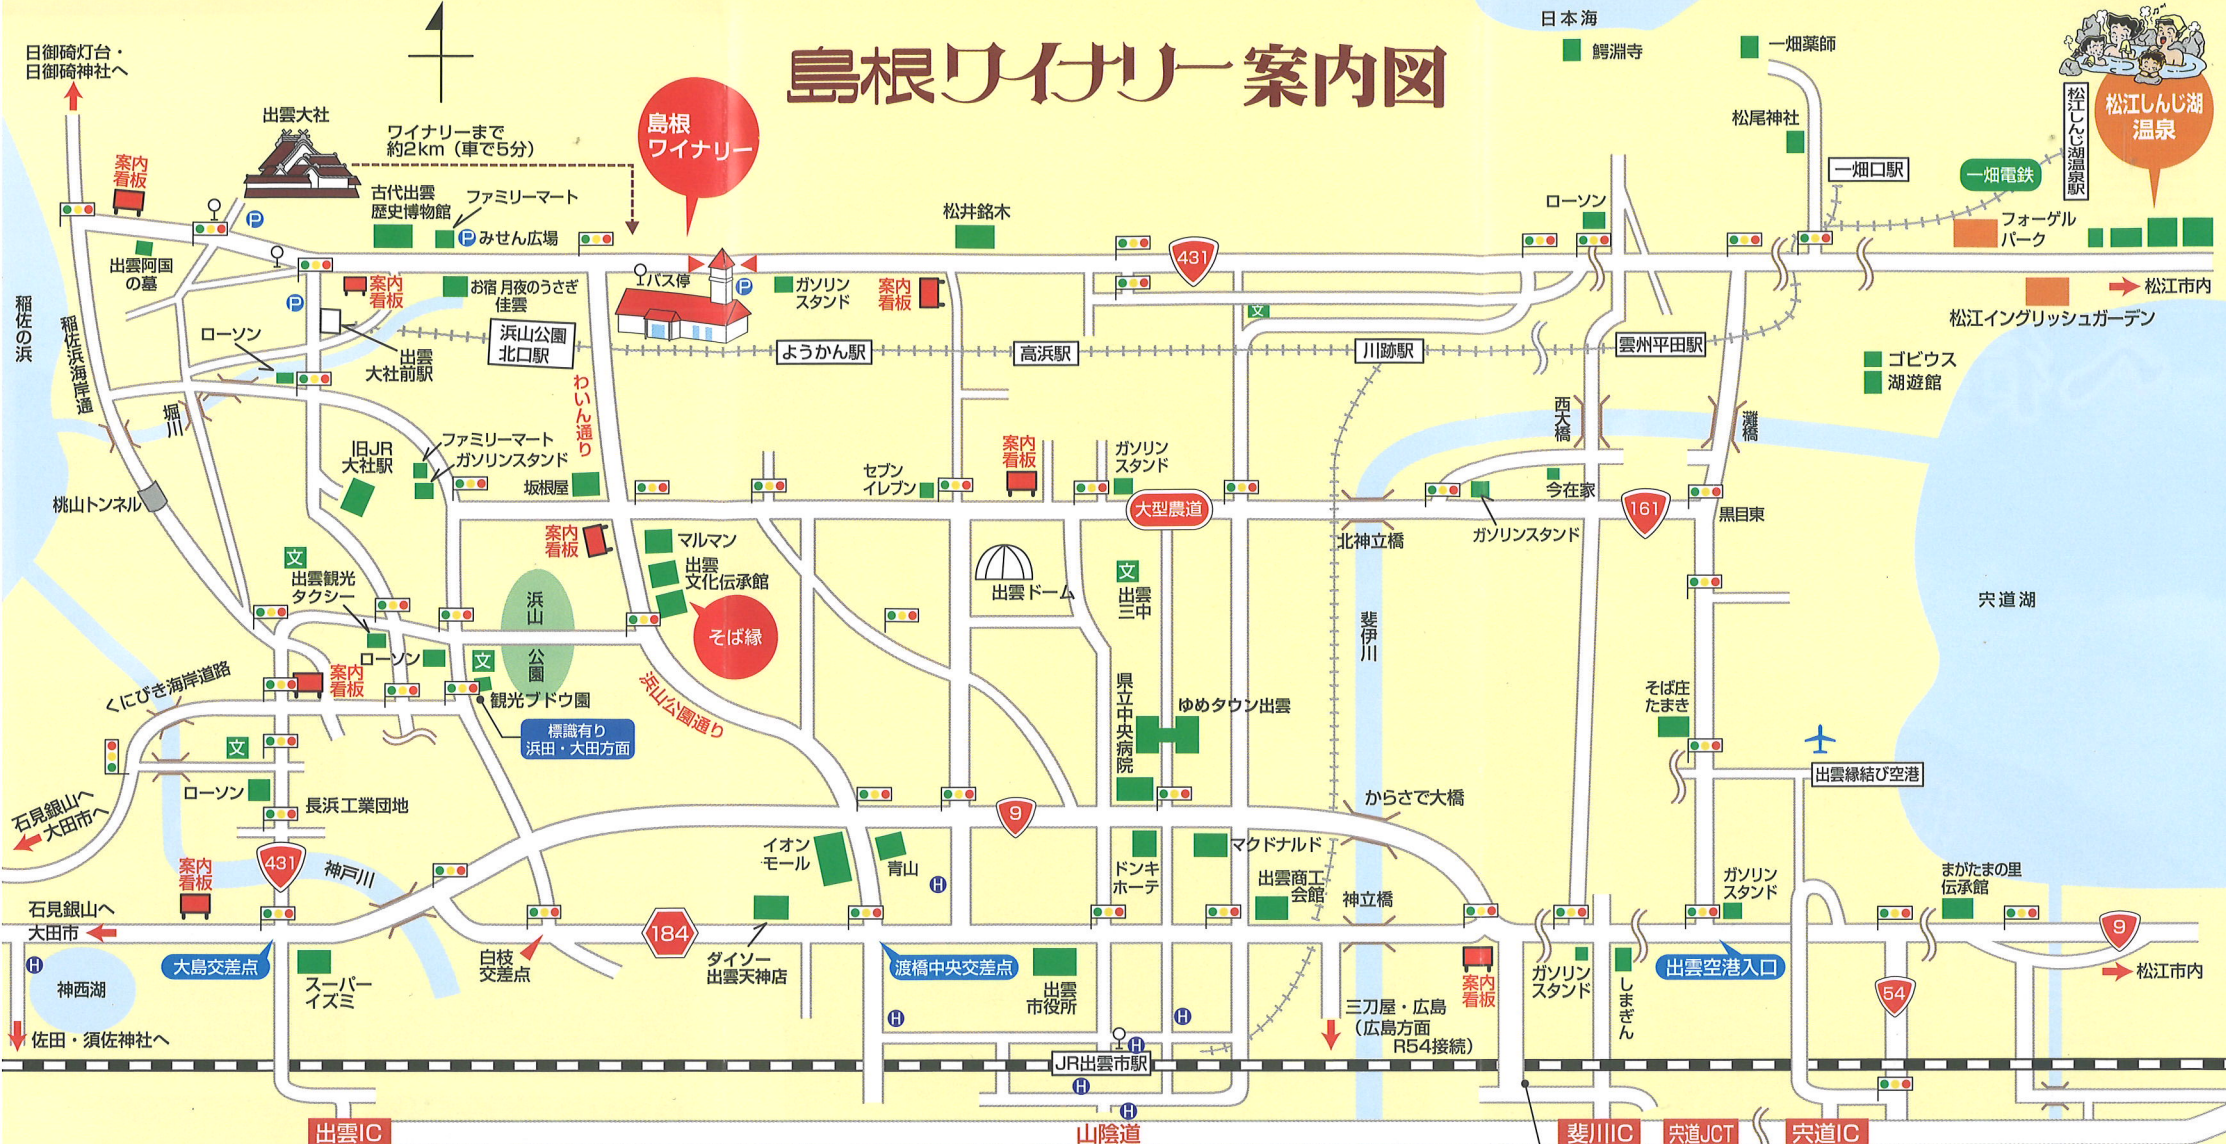 島根ワイナリー案内図
日御碕灯台・
日御碕神社へ
出雲大社
ワイナリーまで
約2km（車で5分）
島根
ワイナリー
日本海
鰐淵寺
一畑薬師
松尾神社
一畑口駅
一畑電鉄
松江しんじ湖温泉駅
松江しんじ湖
温泉
案内
看板
P
古代出雲
歴史博物館
ファミリーマート
P みせん広場
松井銘木
431
ローソン
フォーゲル
パーク
出雲阿国
の墓
P
案内
看板
お宿 月夜のうさぎ
佳雲
バス停
P
ガソリン
スタンド
案内
看板
文
松江市内
松江イングリッシュガーデン
稲佐の浜
稲佐浜海岸通
ローソン
出雲
大社前駅
浜山公園
北口駅
ようかん駅
高浜駅
川跡駅
雲州平田駅
ゴビウス
湖遊館
堀川
わいん通り
西大橋
灘橋
旧JR
大社駅
ファミリーマート
ガソリンスタンド
坂根屋
セブン
イレブン
案内
看板
ガソリン
スタンド
大型農道
今在家
161
黒目東
ガソリンスタンド
北神立橋
桃山トンネル
案内
看板
マルマン
出雲
文化伝承館
そば縁
出雲ドーム
文
出雲
三中
斐伊川
宍道湖
文
出雲観光
タクシー
浜山
公園
ローソン
文
観光ブドウ園
標識有り
浜田・大田方面
浜山公園通り
案内
看板
くにびき海岸道路
県立中央病院
ゆめタウン出雲
そば庄
たまき
出雲縁結び空港
文
ローソン
長浜工業団地
石見銀山へ
大田市へ
9
からさで大橋
431
神戸川
イオン
モール
青山
H
ドンキ
ホーテ
マクドナルド
出雲商工
会館
神立橋
ガソリン
スタンド
まがたまの里
伝承館
案内
看板
石見銀山へ
大田市
184
9
松江市内
H
神西湖
大島交差点
スーパー
イズミ
白枝
交差点
ダイソー
出雲天神店
渡橋中央交差点
出雲
市役所
案内
看板
ガソリン
スタンド
しまぎん
出雲空港入口
54
佐田・須佐神社へ
H
H
三刀屋・広島
（広島方面
R54接続）
H
JR出雲市駅
H
H
出雲IC
山陰道
斐川IC
宍道JCT
宍道IC